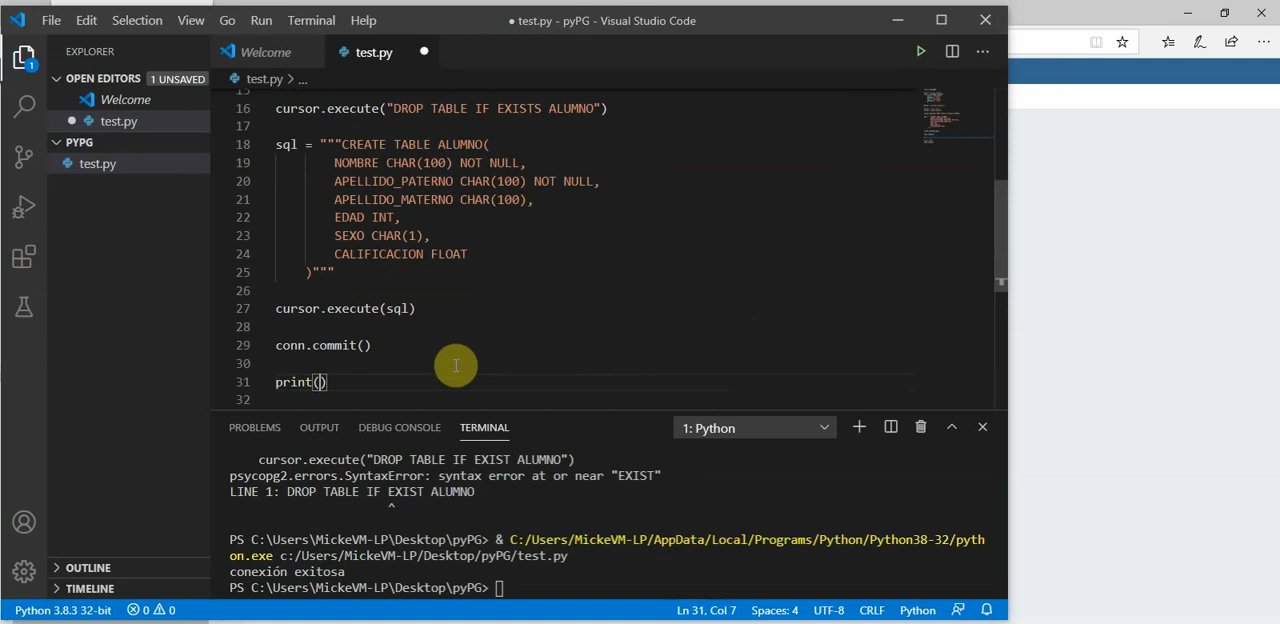 File Edit Selection View Go Run Terminal Help ● test.py - pyPG - Visual Studio Code
EXPLORER
OPEN EDITORS 1 UNSAVED
Welcome
test.py
PYPG
test.py
OUTLINE
TIMELINE
Welcome test.py
test.py > ...
15
16 cursor.execute("DROP TABLE IF EXISTS ALUMNO")
17
18 sql = """CREATE TABLE ALUMNO(
19 NOMBRE CHAR(100) NOT NULL,
20 APELLIDO_PATERNO CHAR(100) NOT NULL,
21 APELLIDO_MATERNO CHAR(100),
22 EDAD INT,
23 SEXO CHAR(1),
24 CALIFICACION FLOAT
25 )"""
26
27 cursor.execute(sql)
28
29 conn.commit()
30
31 print()
32
PROBLEMS OUTPUT DEBUG CONSOLE TERMINAL 1: Python
cursor.execute("DROP TABLE IF EXIST ALUMNO")
psycopg2.errors.SyntaxError: syntax error at or near "EXIST"
LINE 1: DROP TABLE IF EXIST ALUMNO
^
PS C:\Users\MickeVM-LP\Desktop\pyPG> & C:/Users/MickeVM-LP/AppData/Local/Programs/Python/Python38-32/pyth
on.exe c:/Users/MickeVM-LP/Desktop/pyPG/test.py
conexión exitosa
PS C:\Users\MickeVM-LP\Desktop\pyPG>
Python 3.8.3 32-bit 0 0 Ln 31, Col 7 Spaces: 4 UTF-8 CRLF Python